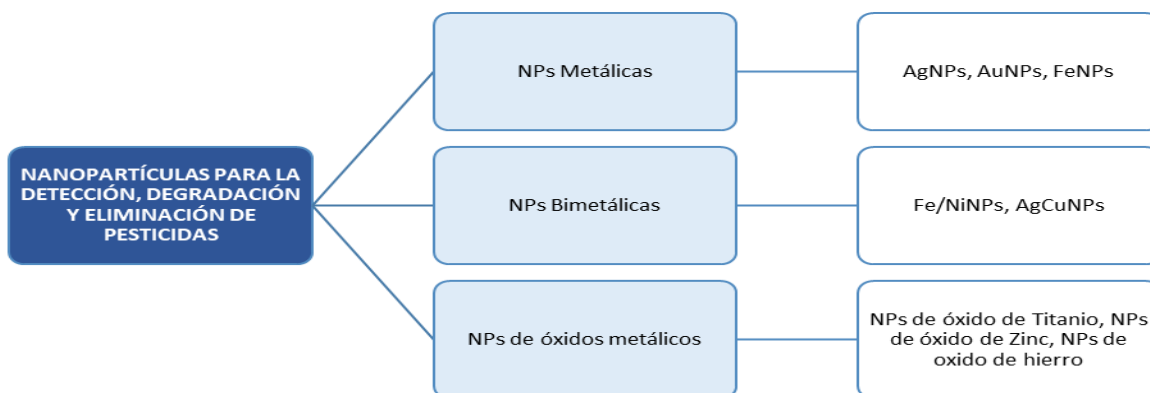 NANOPARTÍCULAS PARA LA
DETECCIÓN, DEGRADACIÓN
Y ELIMINACIÓN DE
PESTICIDAS
NPs Metálicas
AgNPs, AuNPs, FeNPs
NPs Bimetálicas
Fe/NiNPs, AgCuNPs
NPs de óxidos metálicos
NPs de óxido de Titanio, NPs
de óxido de Zinc, NPs de
oxido de hierro